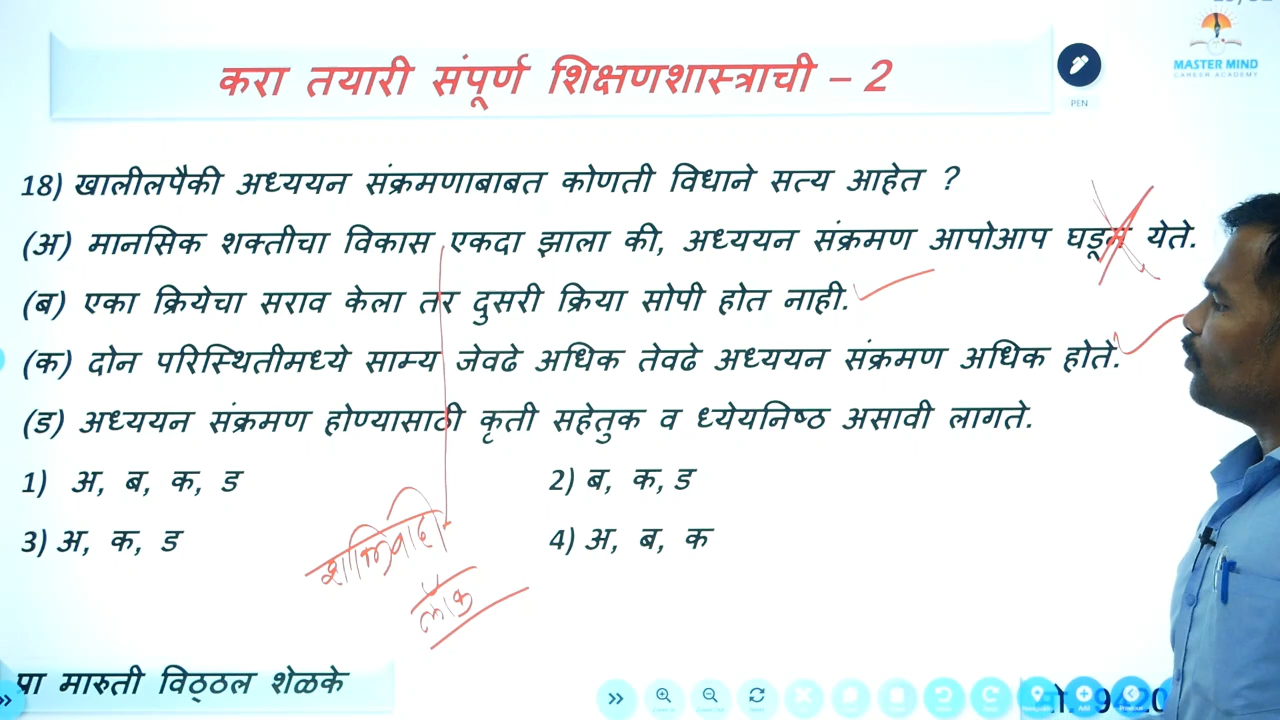 MASTER MIND
CAREER ACADEMY
करा तयारी संपूर्ण शिक्षणशास्त्राची – 2
PEN
18) खालीलपैकी अध्ययन संक्रमणाबाबत कोणती विधाने सत्य आहेत ?
(अ) मानसिक शक्तीचा विकास एकदा झाला की, अध्ययन संक्रमण आपोआप घडून येते.
(ब) एका क्रियेचा सराव केला तर दुसरी क्रिया सोपी होत नाही.
(क) दोन परिस्थितीमध्ये साम्य जेवढे अधिक तेवढे अध्ययन संक्रमण अधिक होते.
(ड) अध्ययन संक्रमण होण्यासाठी कृती सहेतुक व ध्येयनिष्ठ असावी लागते.
1) अ, ब, क, ड 2) ब, क, ड
3) अ, क, ड 4) अ, ब, क
लॉक
प्रा मारुती विठ्ठल शेळके